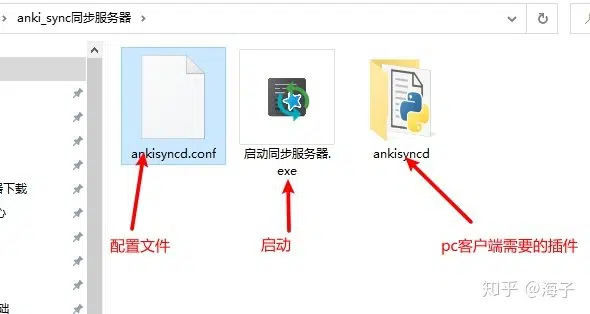 anki_sync同步服务器
ankisyncd.conf
启动同步服务器.
exe
ankisyncd
器下载
心
配置文件
启动
pc客户端需要的插件
础
知乎 @海子